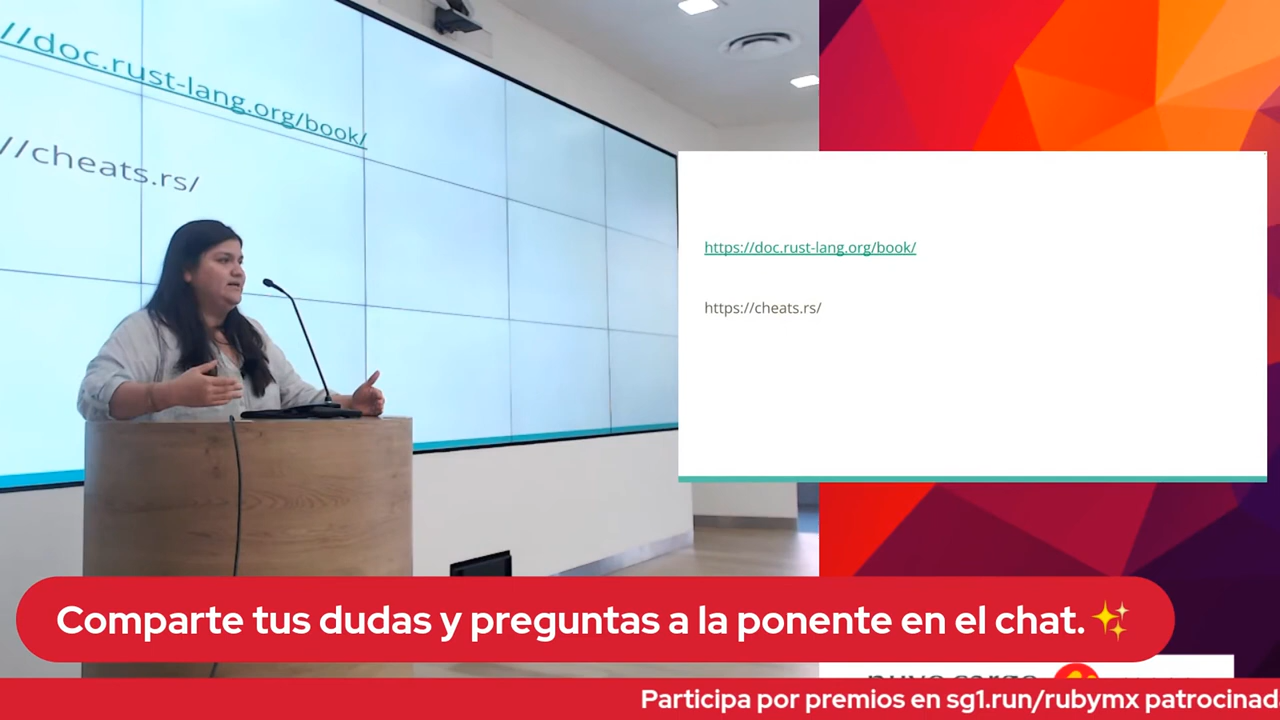 //doc.rust-lang.org/book/
//cheats.rs/
https://doc.rust-lang.org/book/
https://cheats.rs/
Comparte tus dudas y preguntas a la ponente en el chat.✨
Participa por premios en sg1.run/rubymx patrocinad